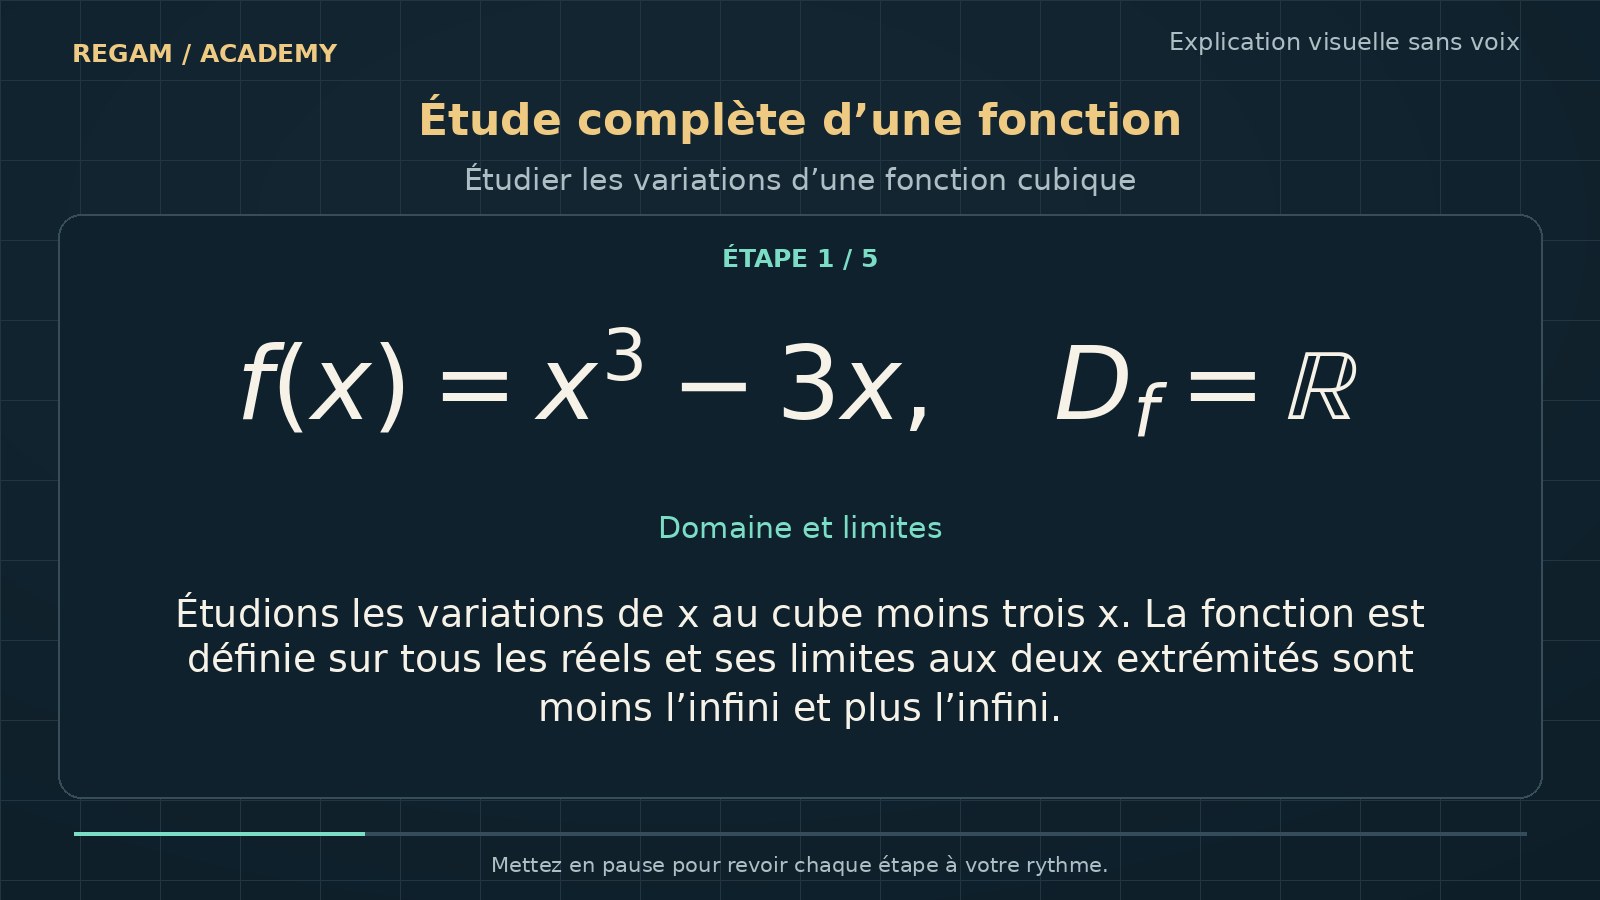 REGAM / ACADEMY
Explication visuelle sans voix
Étude complète d’une fonction
Étudier les variations d’une fonction cubique
ÉTAPE 1 / 5
f(x) = x³ − 3x,    D_f = ℝ
Domaine et limites
Étudions les variations de x au cube moins trois x. La fonction est
définie sur tous les réels et ses limites aux deux extrémités sont
moins l’infini et plus l’infini.
Mettez en pause pour revoir chaque étape à votre rythme.